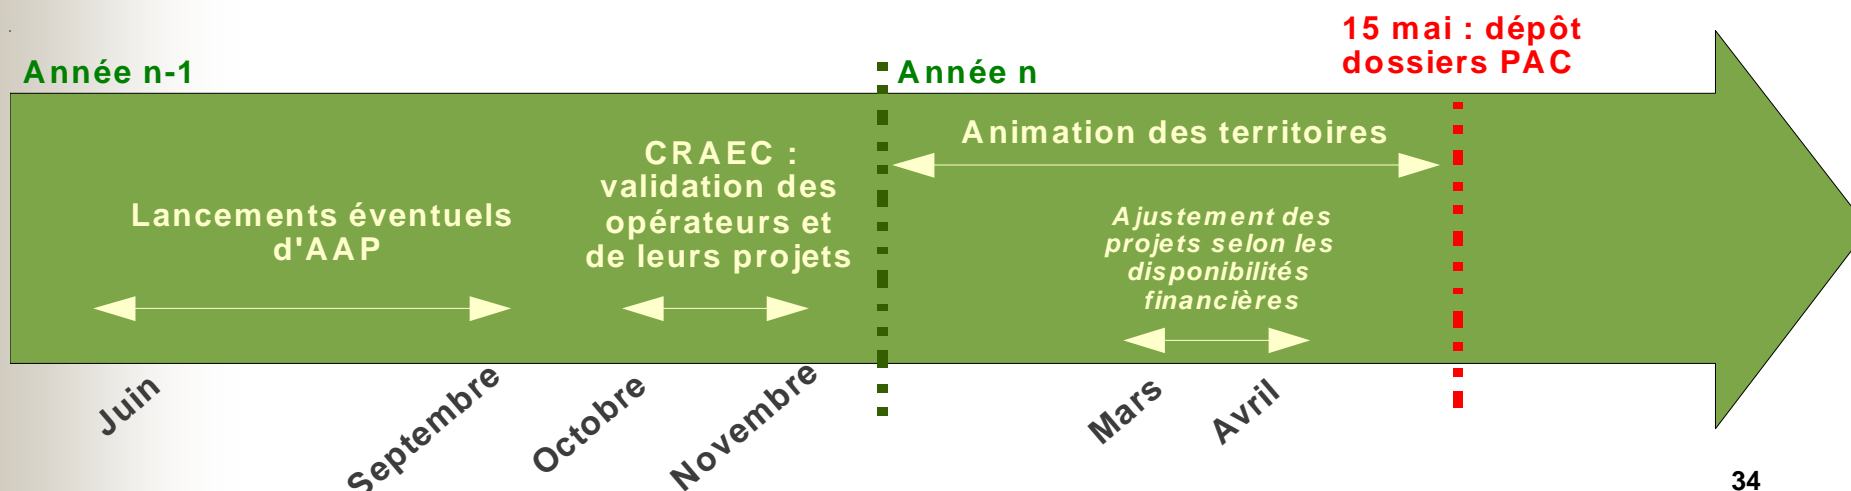 Année n-1
Année n
15 mai : dépôt
dossiers PAC
Lancements éventuels
d'AAP
CRAEC :
validation des
opérateurs et
de leurs projets
Animation des territoires
Ajustement des
projets selon les
disponibilités
financières
Juin
Septembre
Octobre
Novembre
Mars
Avril
34